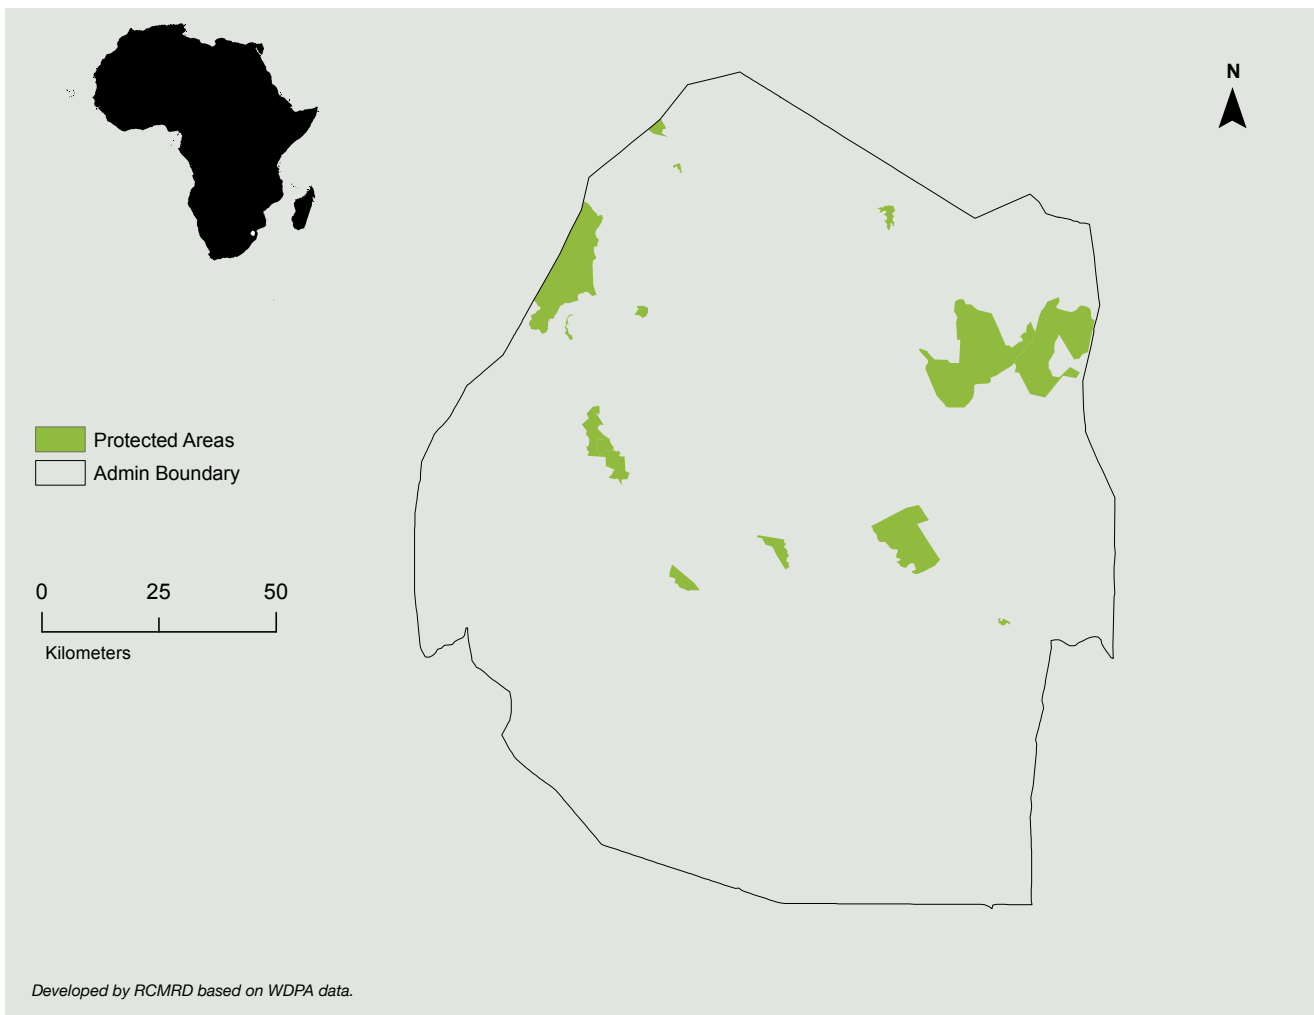 N
Protected Areas
Admin Boundary
0 25 50
Kilometers
Developed by RCMRD based on WDPA data.